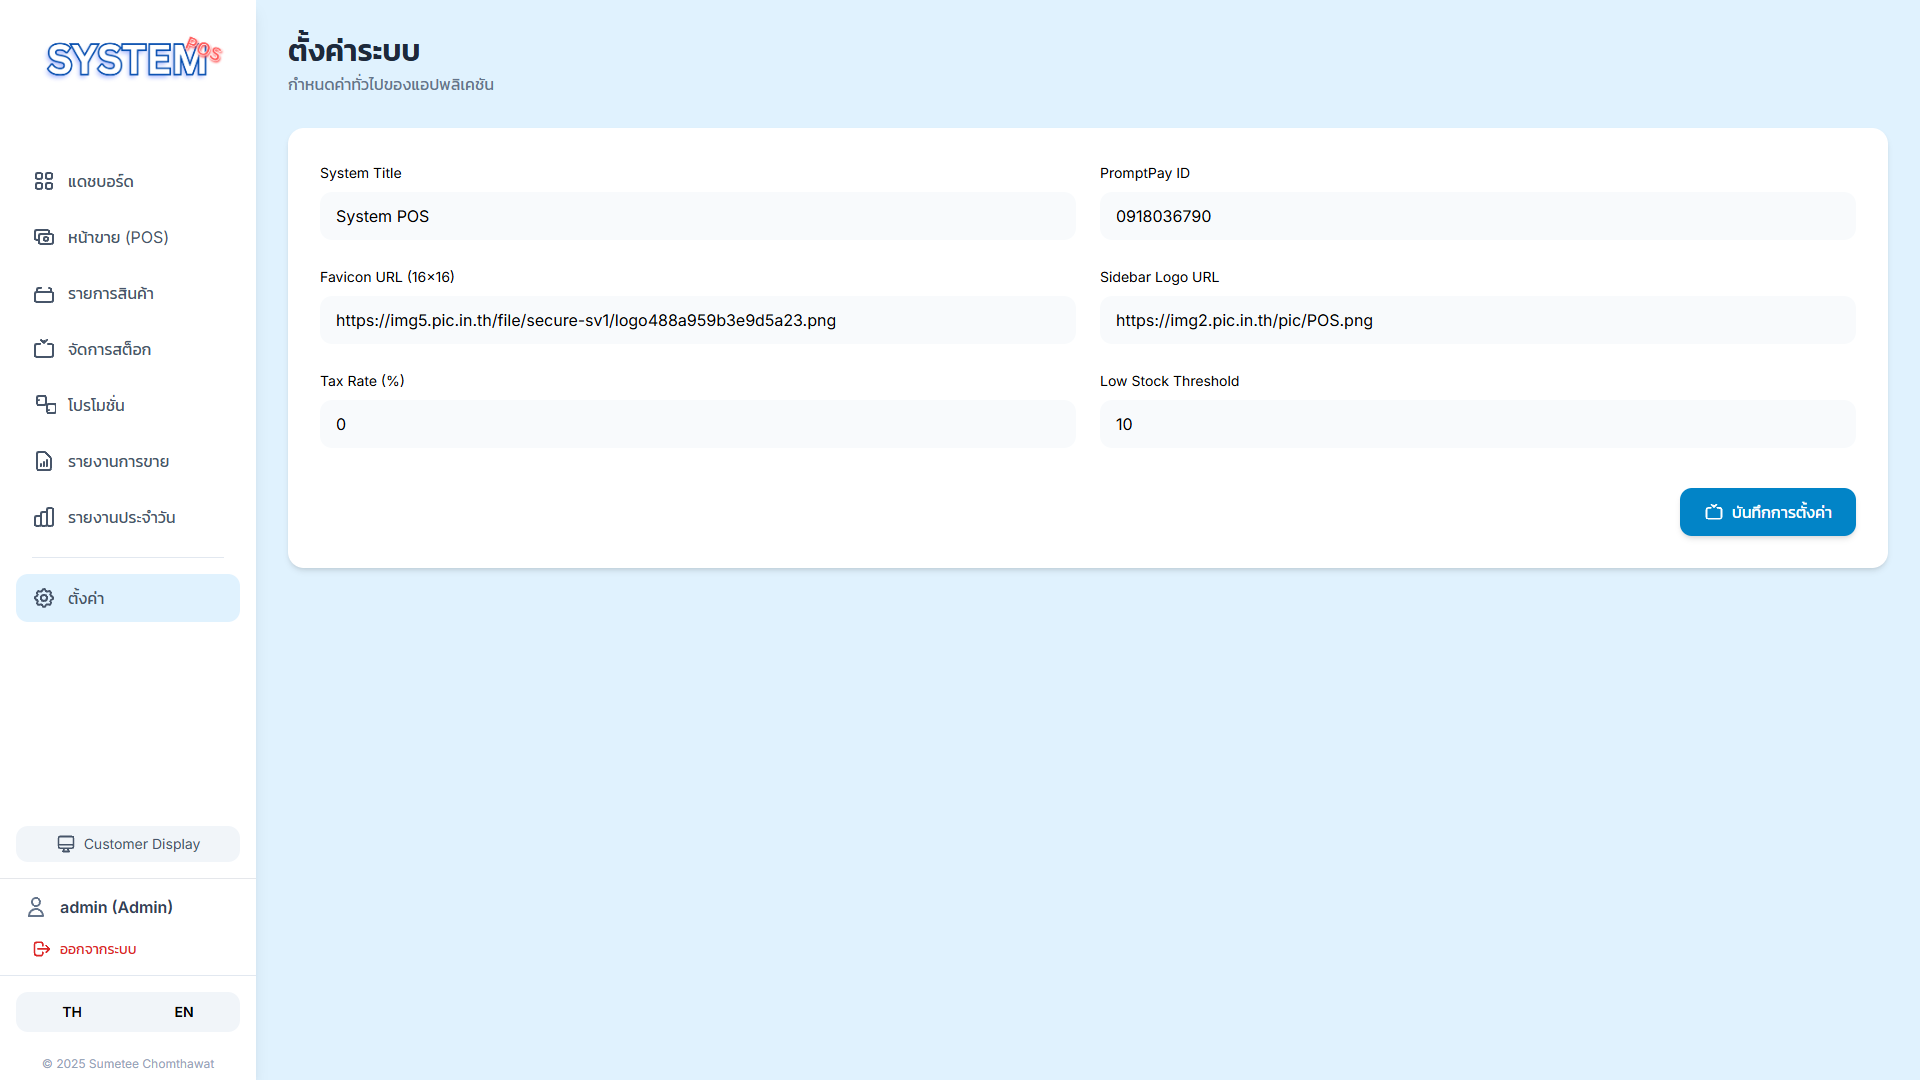 SYSTEM POS
แดชบอร์ด
หน้าขาย (POS)
รายการสินค้า
จัดการสต็อก
โปรโมชั่น
รายงานการขาย
รายงานประจำวัน
ตั้งค่า
Customer Display
admin (Admin)
ออกจากระบบ
TH EN
© 2025 Sumetee Chomthawat
ตั้งค่าระบบ
กำหนดค่าทั่วไปของแอปพลิเคชัน
System Title
System POS
PromptPay ID
0918036790
Favicon URL (16×16)
https://img5.pic.in.th/file/secure-sv1/logo488a959b3e9d5a23.png
Sidebar Logo URL
https://img2.pic.in.th/pic/POS.png
Tax Rate (%)
0
Low Stock Threshold
10
บันทึกการตั้งค่า